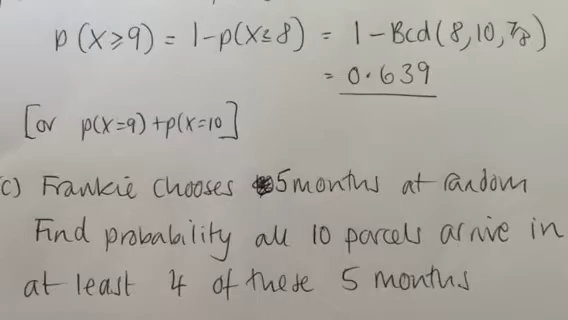 p(X≥9) = 1-p(X≤8) = 1-Bcd(8,10,7/8)
= 0.639
[or p(X=9)+p(X=10]
c) Frankie chooses 5 months at random
Find probability all 10 parcels arrive in
at least 4 of these 5 months